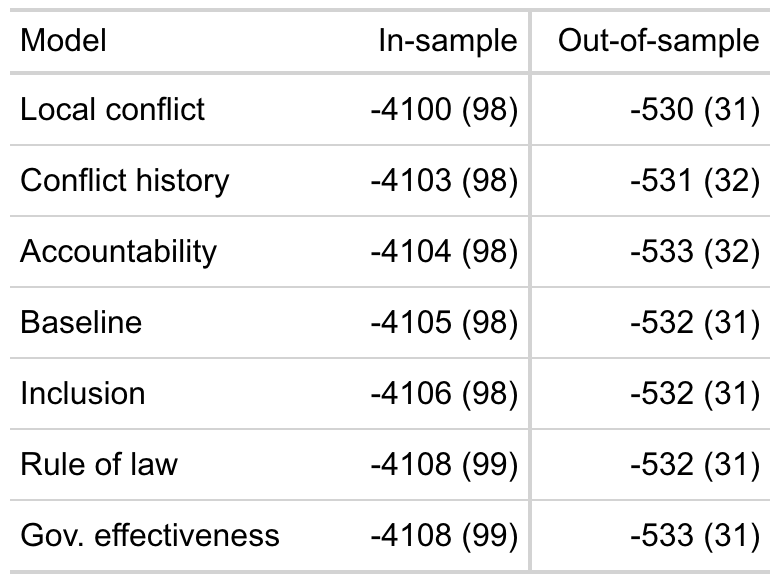 Model In-sample Out-of-sample
Local conflict -4100 (98) -530 (31)
Conflict history -4103 (98) -531 (32)
Accountability -4104 (98) -533 (32)
Baseline -4105 (98) -532 (31)
Inclusion -4106 (98) -532 (31)
Rule of law -4108 (99) -532 (31)
Gov. effectiveness -4108 (99) -533 (31)